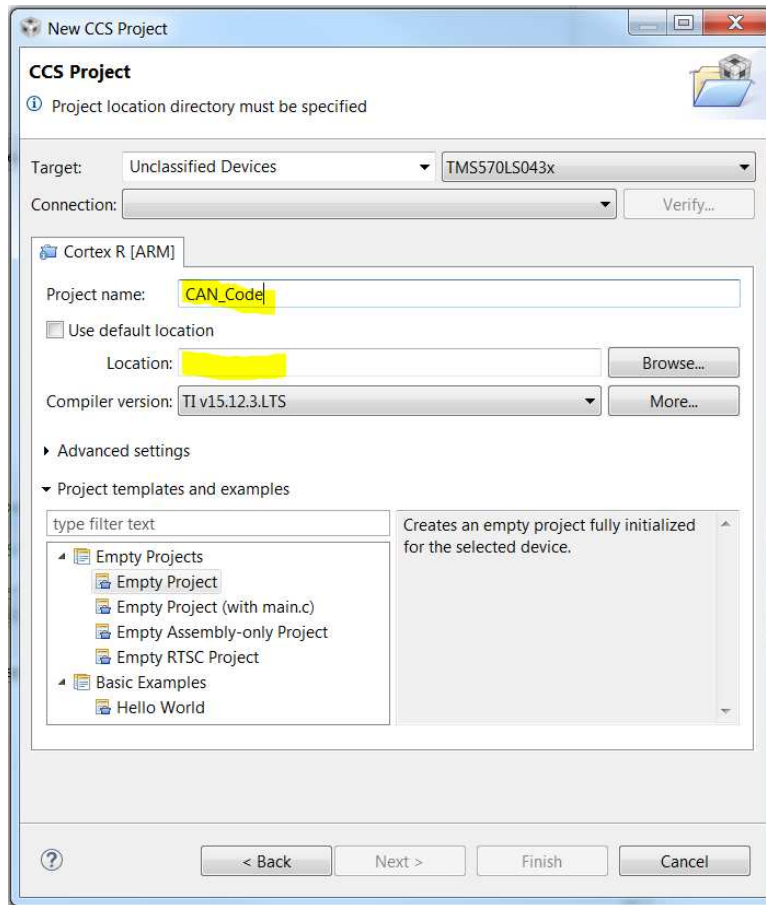 New CCS Project
CCS Project
Project location directory must be specified
Target: Unclassified Devices TMS570LS043x
Connection: Verify...
Cortex R [ARM]
Project name: CAN_Code
Use default location
Location: Browse...
Compiler version: TI v15.12.3.LTS More...
Advanced settings
Project templates and examples
type filter text
Creates an empty project fully initialized
for the selected device.
Empty Projects
Empty Project
Empty Project (with main.c)
Empty Assembly-only Project
Empty RTSC Project
Basic Examples
Hello World
< Back Next > Finish Cancel